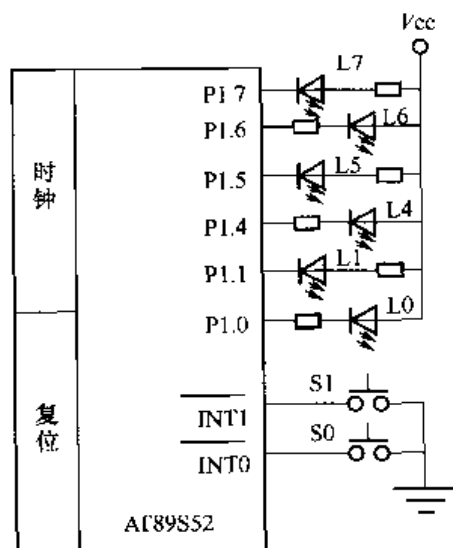 Vcc
L7
P1.7
P1.6
L6
L5
P1.5
时钟
P1.4
L4
L1
P1.1
P1.0
L0
复位
S1
INT1
S0
INT0
AT89S52